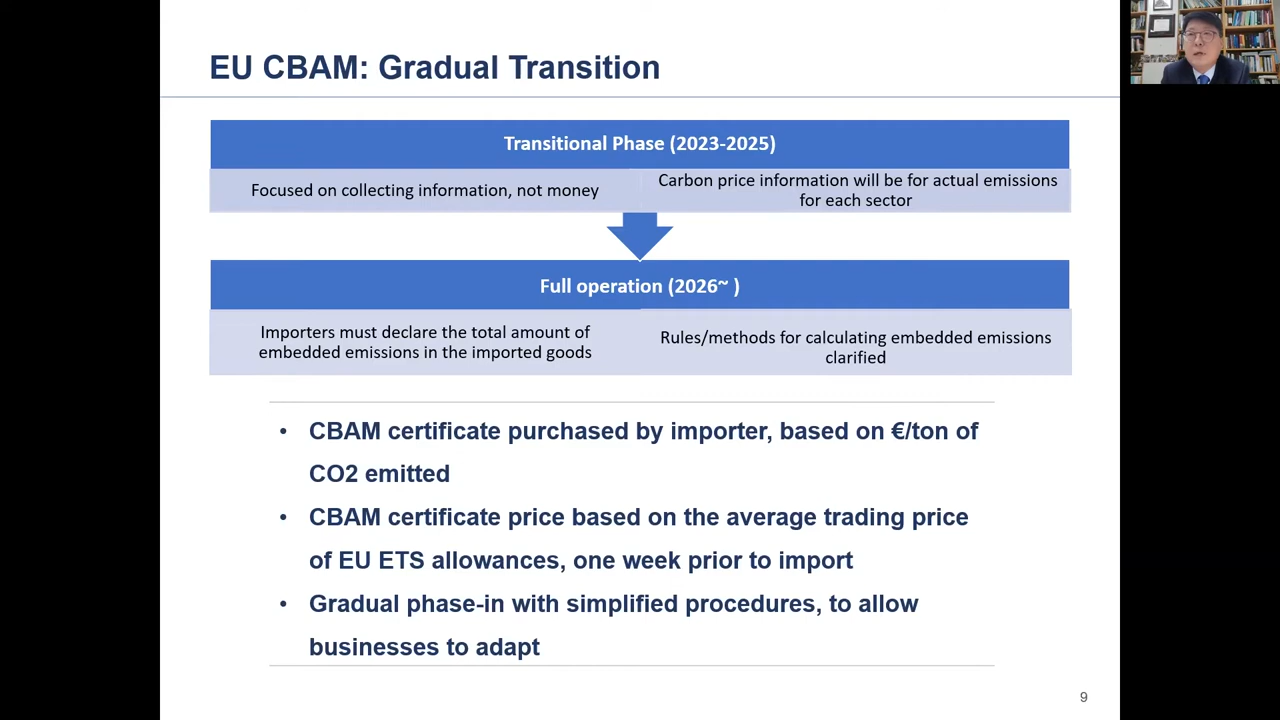 EU CBAM: Gradual Transition
Transitional Phase (2023-2025)
Focused on collecting information, not money
Carbon price information will be for actual emissions
for each sector
Full operation (2026~ )
Importers must declare the total amount of
embedded emissions in the imported goods
Rules/methods for calculating embedded emissions
clarified
• CBAM certificate purchased by importer, based on €/ton of
CO2 emitted
• CBAM certificate price based on the average trading price
of EU ETS allowances, one week prior to import
• Gradual phase-in with simplified procedures, to allow
businesses to adapt
9